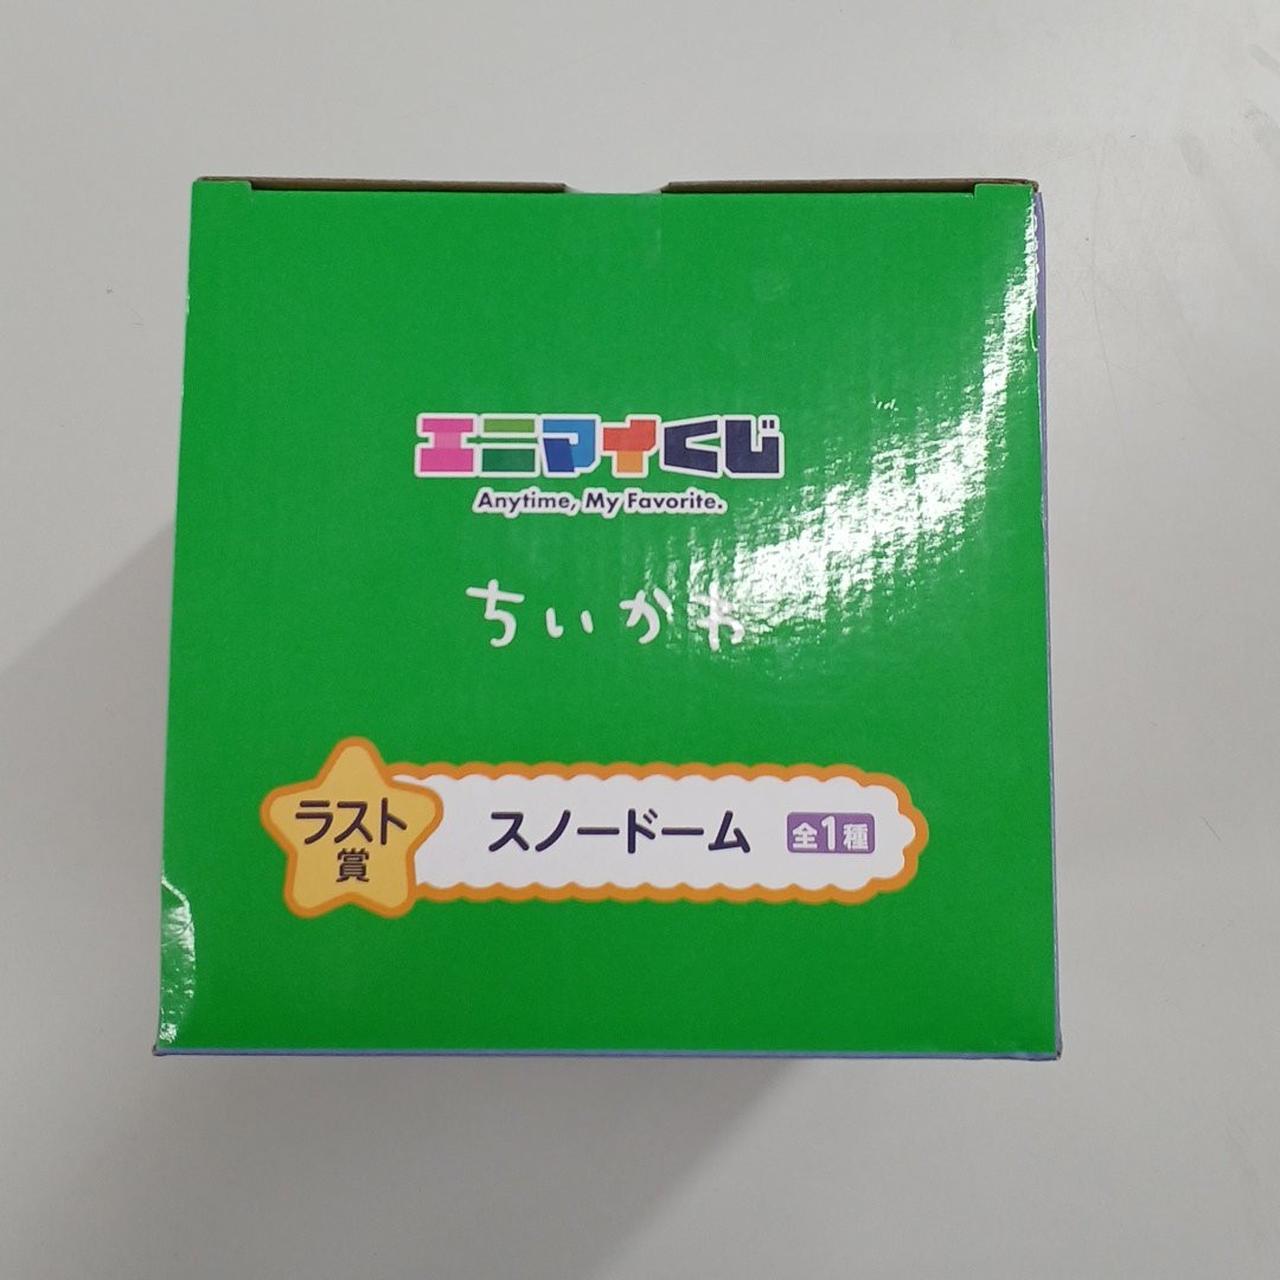 エニマイくじ
Anytime, My Favorite.
ちいかわ
ラスト賞
スノードーム 全1種